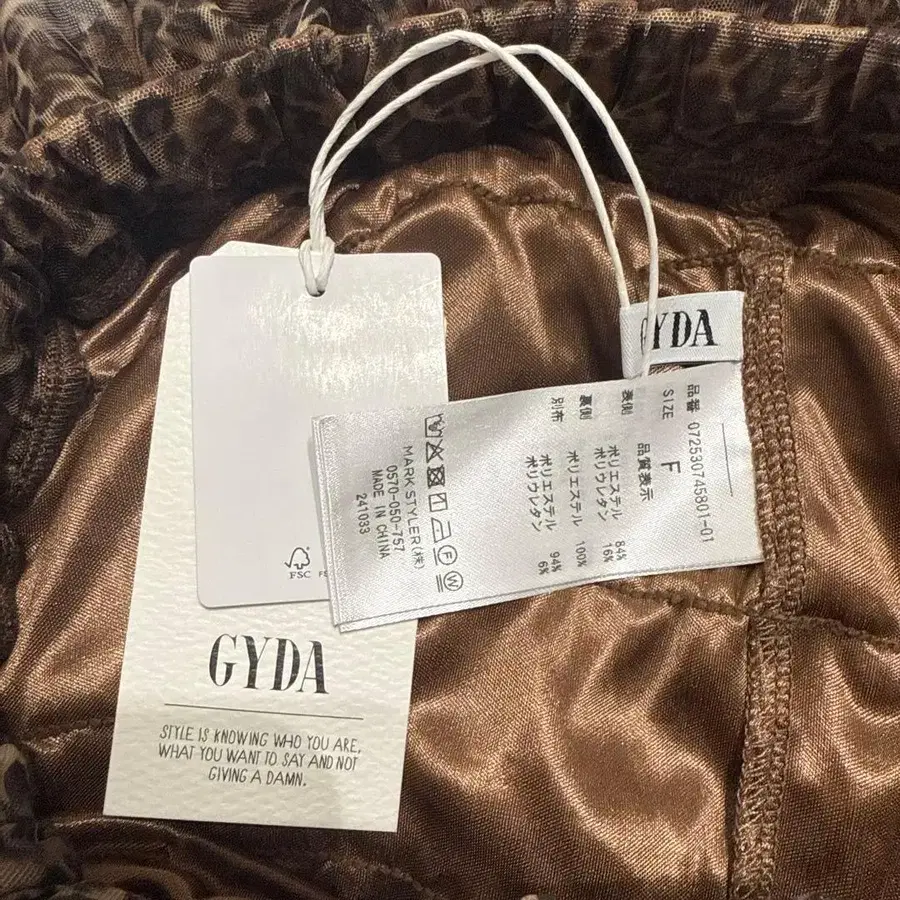 GYDA
品番 072530745801-01
SIZE F
品質表示
表側 ポリエステル 84%
ポリウレタン 16%
裏側 ポリエステル 100%
別布 ポリエステル 94%
ポリウレタン 6%
MARK STYLER(株)
0570-050-757
MADE IN CHINA
241033
F
W
FSC
GYDA
STYLE IS KNOWING WHO YOU ARE,
WHAT YOU WANT TO SAY AND NOT
GIVING A DAMN.